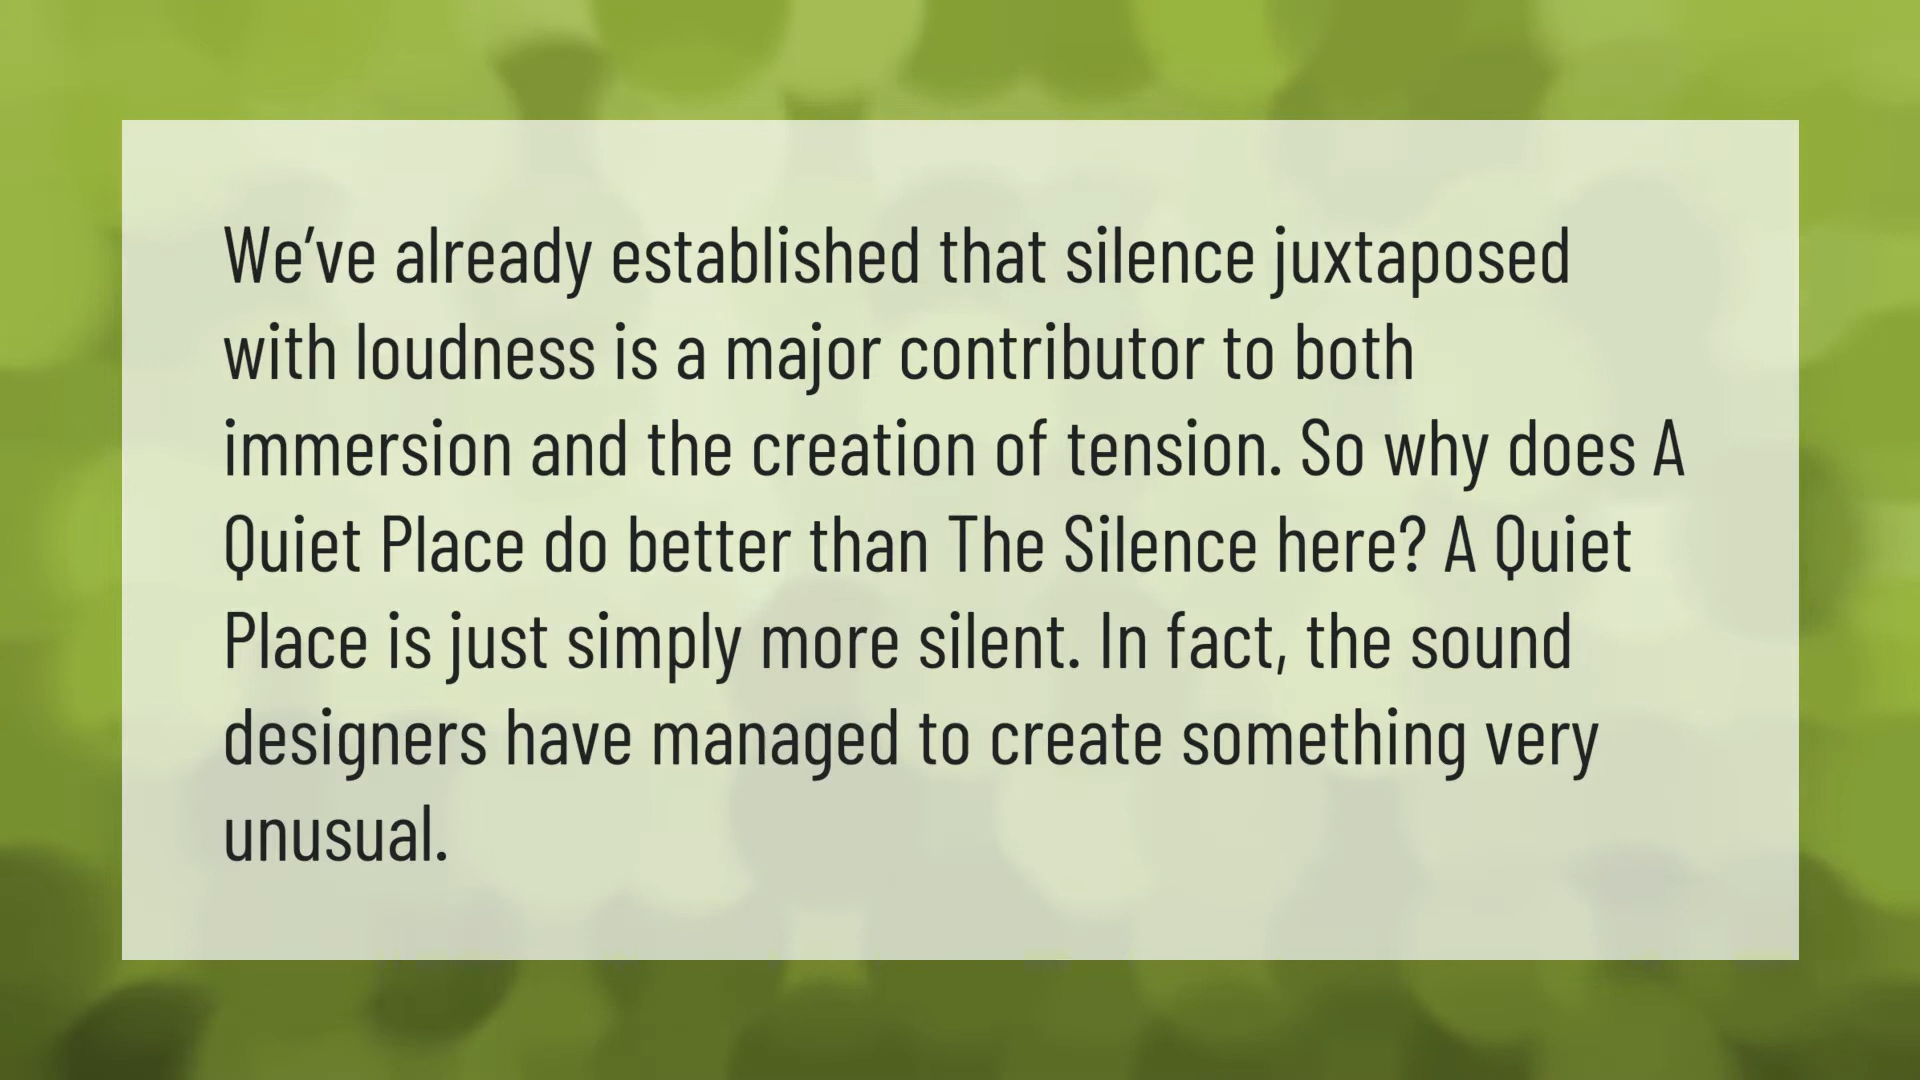 We’ve already established that silence juxtaposed
with loudness is a major contributor to both
immersion and the creation of tension. So why does A
Quiet Place do better than The Silence here? A Quiet
Place is just simply more silent. In fact, the sound
designers have managed to create something very
unusual.